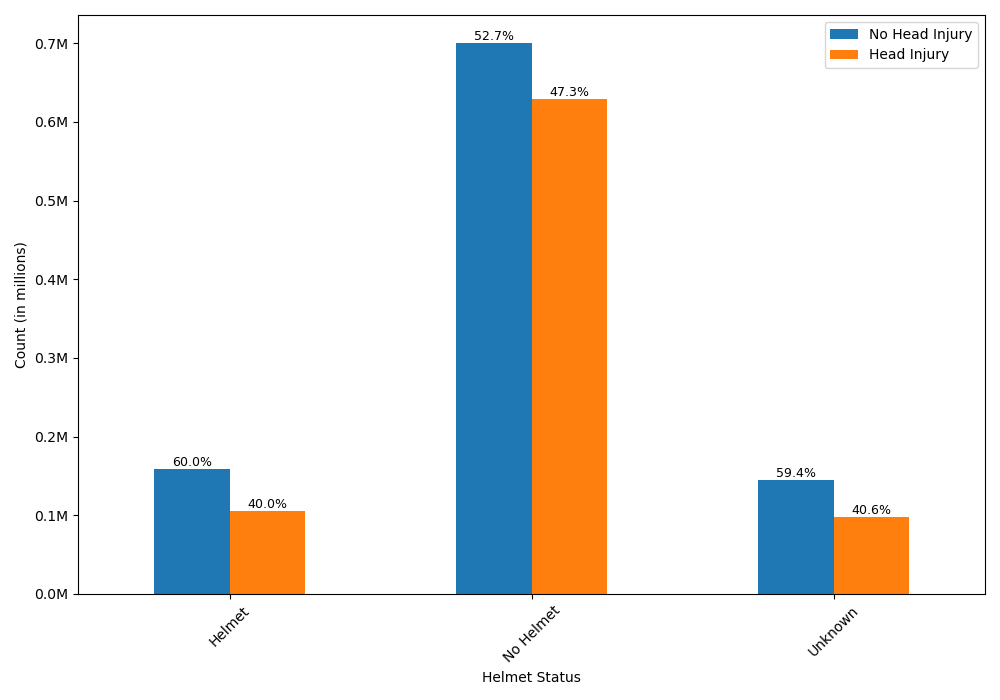 No Head Injury
Head Injury
0.7M
0.6M
0.5M
0.4M
0.3M
0.2M
0.1M
0.0M
Count (in millions)
60.0%
40.0%
52.7%
47.3%
59.4%
40.6%
Helmet
No Helmet
Unknown
Helmet Status